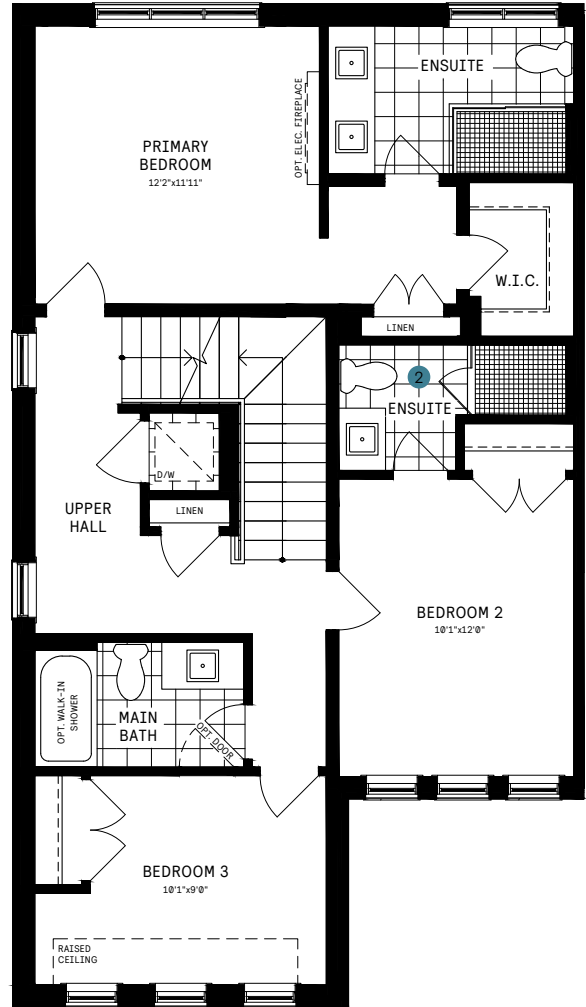 ENSUITE
OPT. ELEC. FIREPLACE
PRIMARY
BEDROOM
12'2"x11'11"
W.I.C.
LINEN
2
ENSUITE
D/W
LINEN
UPPER
HALL
BEDROOM 2
10'1"x12'0"
OPT. WALK-IN
SHOWER
MAIN
BATH
OPT. DOOR
BEDROOM 3
10'1"x9'0"
RAISED
CEILING